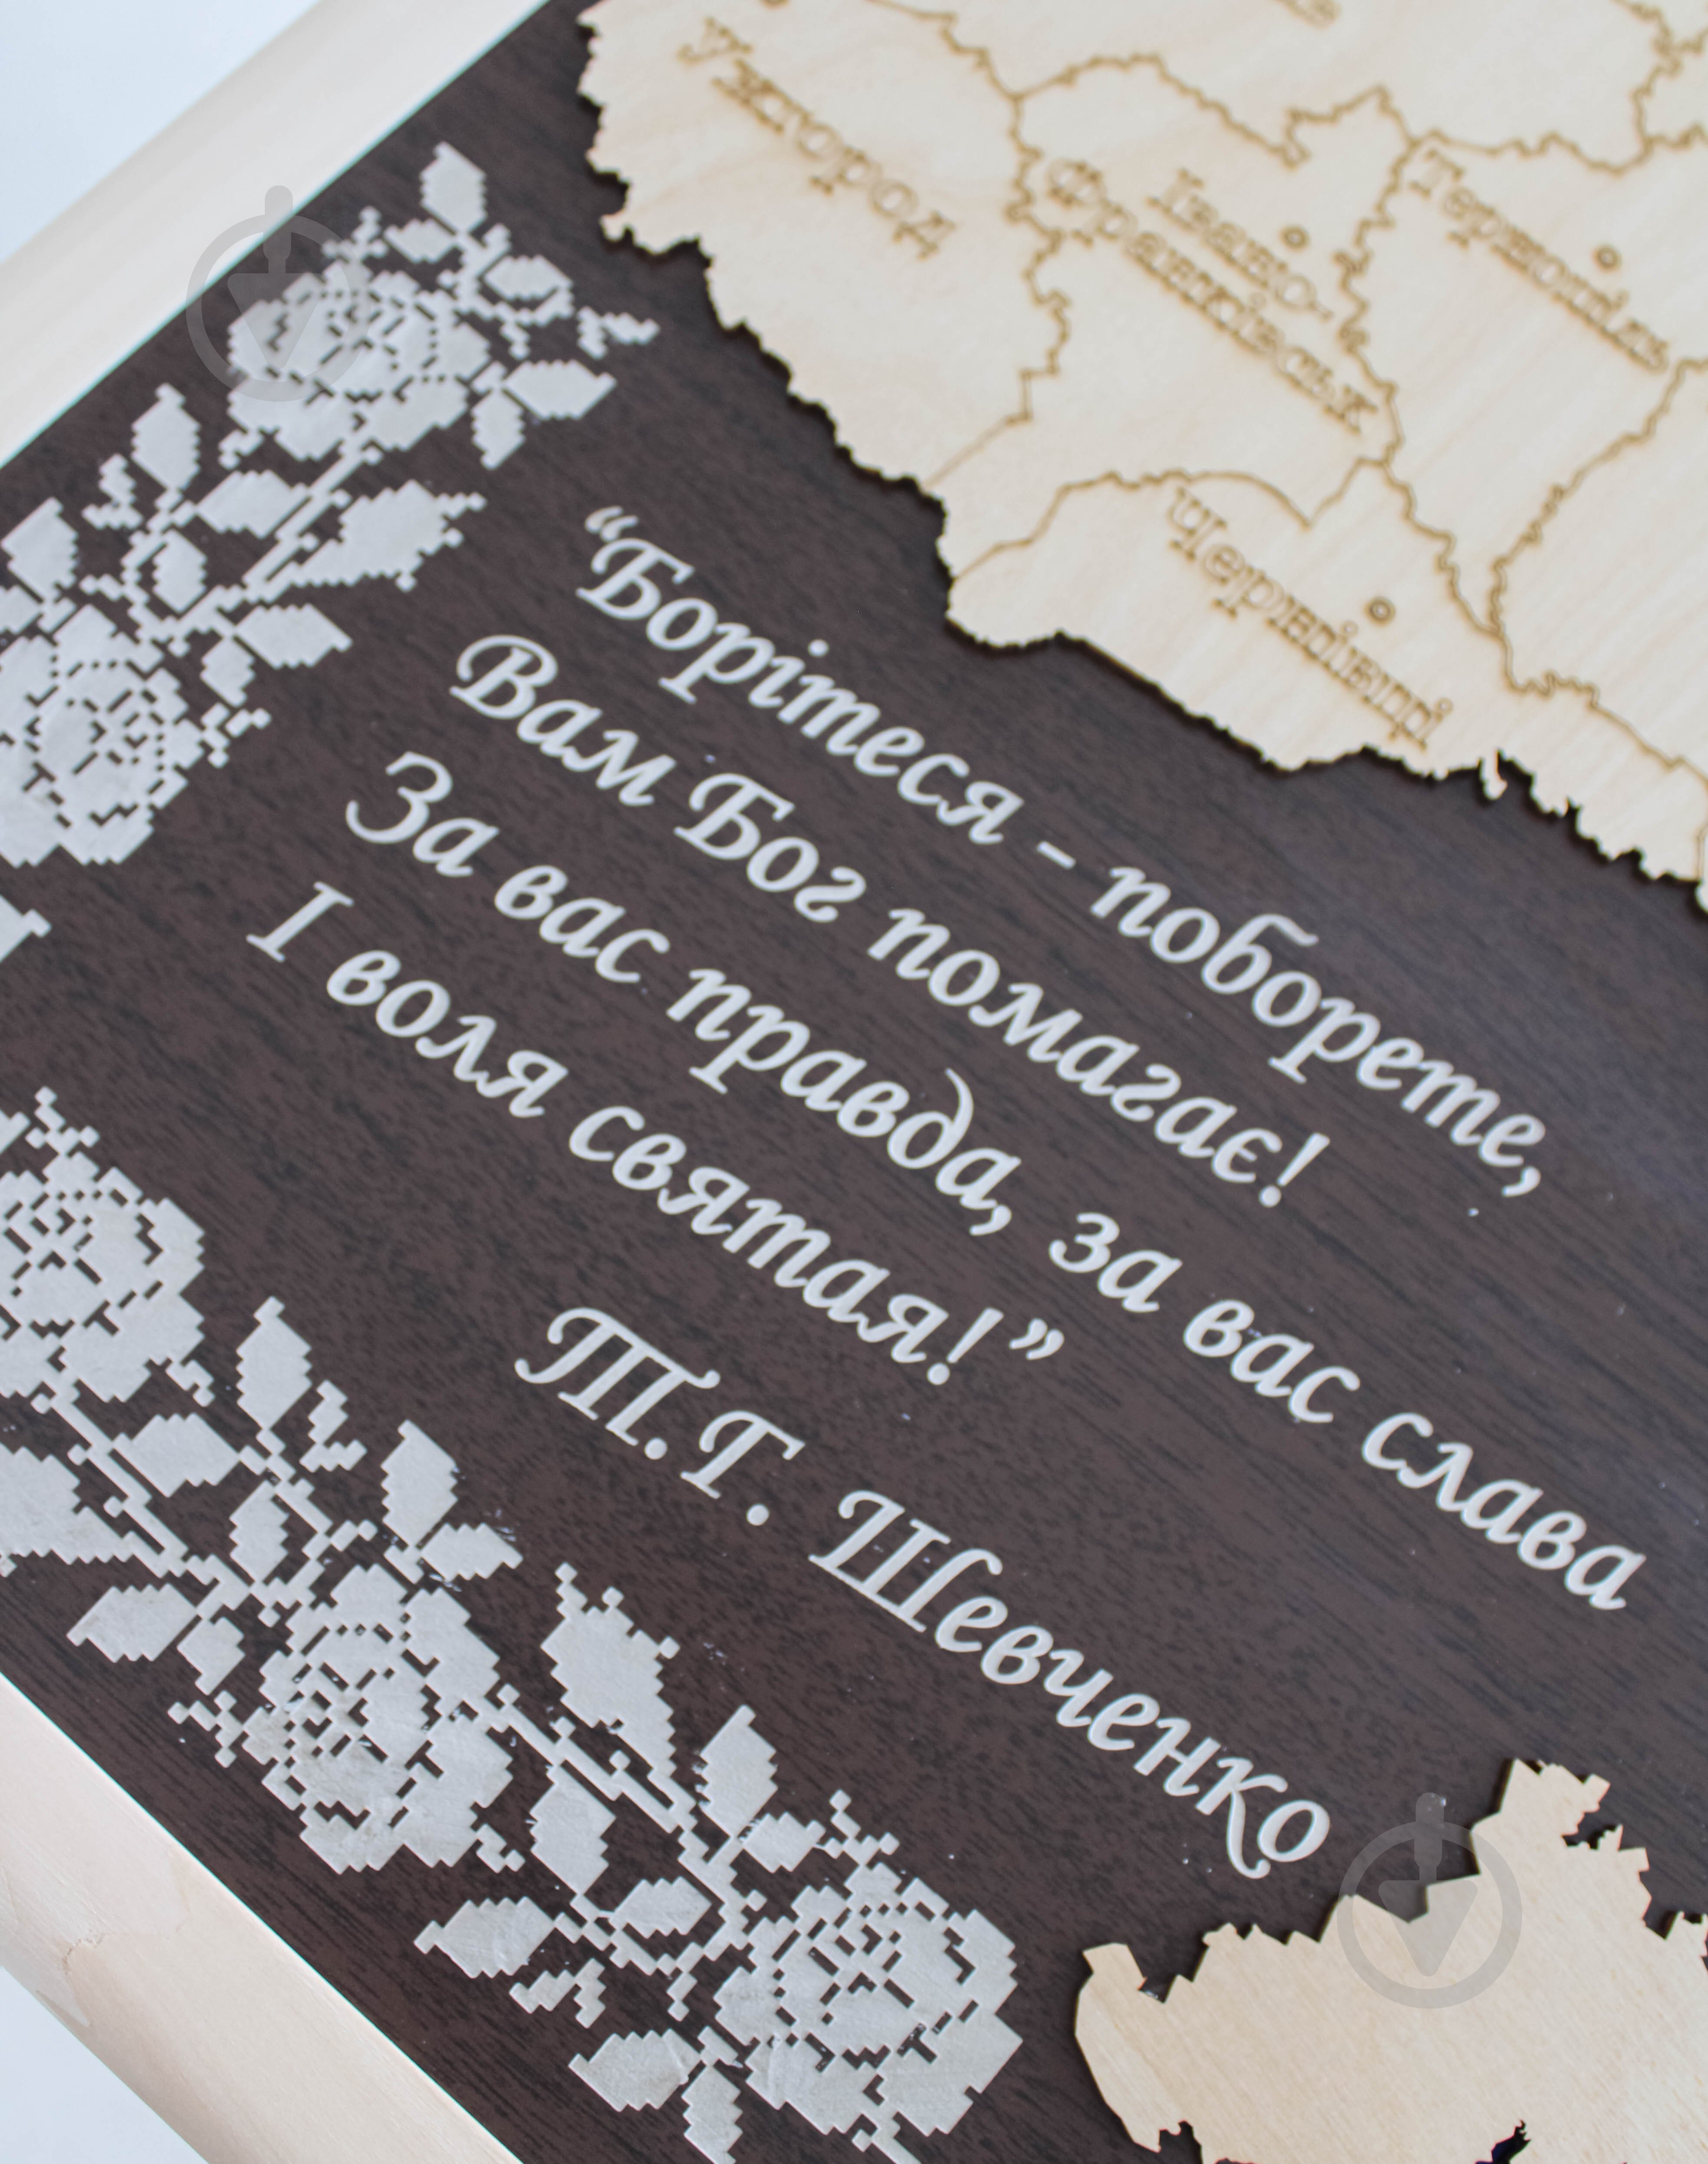 Ужгород
Івано-
Франківськ
Тернопіль
Чернівці
“Борітеся - поборете,
Вам Бог помагає!
За вас правда, за вас слава
І воля святая!”
Т.Г. Шевченко